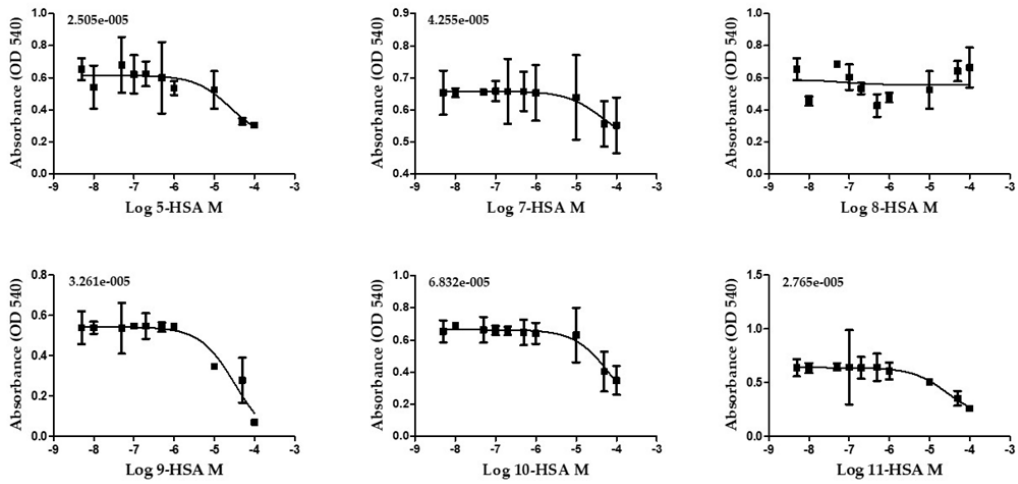 2.505e-005
Absorbance (OD 540)
1.0
0.8
0.6
0.4
0.2
0.0
-9 -8 -7 -6 -5 -4 -3
Log 5-HSA M
4.255e-005
Absorbance (OD 540)
0.9
0.8
0.7
0.6
0.5
0.4
-9 -8 -7 -6 -5 -4 -3
Log 7-HSA M
Absorbance (OD 540)
1.0
0.8
0.6
0.4
0.2
0.0
-9 -8 -7 -6 -5 -4 -3
Log 8-HSA M
3.261e-005
Absorbance (OD 540)
0.8
0.6
0.4
0.2
0.0
-9 -8 -7 -6 -5 -4 -3
Log 9-HSA M
6.832e-005
Absorbance (OD 540)
1.0
0.8
0.6
0.4
0.2
0.0
-9 -8 -7 -6 -5 -4 -3
Log 10-HSA M
2.765e-005
Absorbance (OD 540)
1.5
1.0
0.5
0.0
-9 -8 -7 -6 -5 -4 -3
Log 11-HSA M